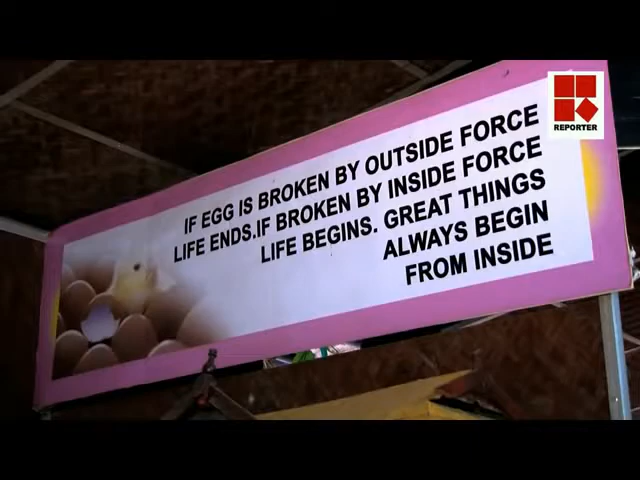 REPORTER
IF EGG IS BROKEN BY OUTSIDE FORCE
LIFE ENDS.IF BROKEN BY INSIDE FORCE
LIFE BEGINS. GREAT THINGS
ALWAYS BEGIN
FROM INSIDE